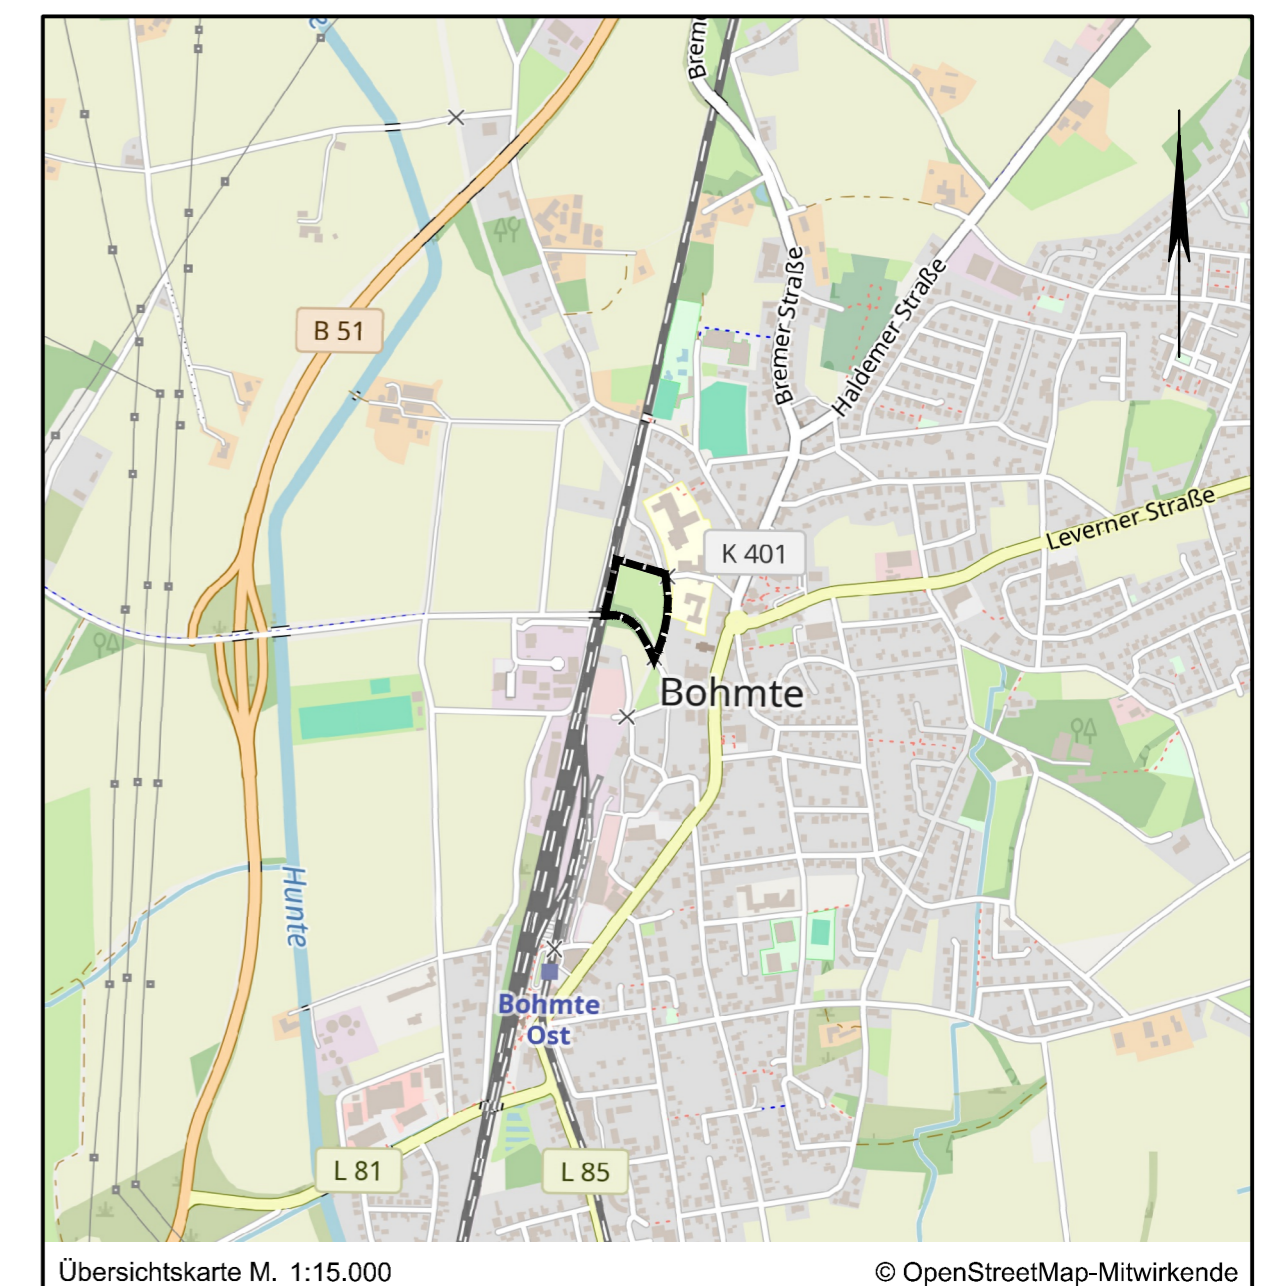 Breme
B 51
Bremer Straße
Haldemer Straße
Leverner Straße
K 401
Bohmte
Hunte
Bohmte
Ost
L 81
L 85
Übersichtskarte M. 1:15.000
© OpenStreetMap-Mitwirkende